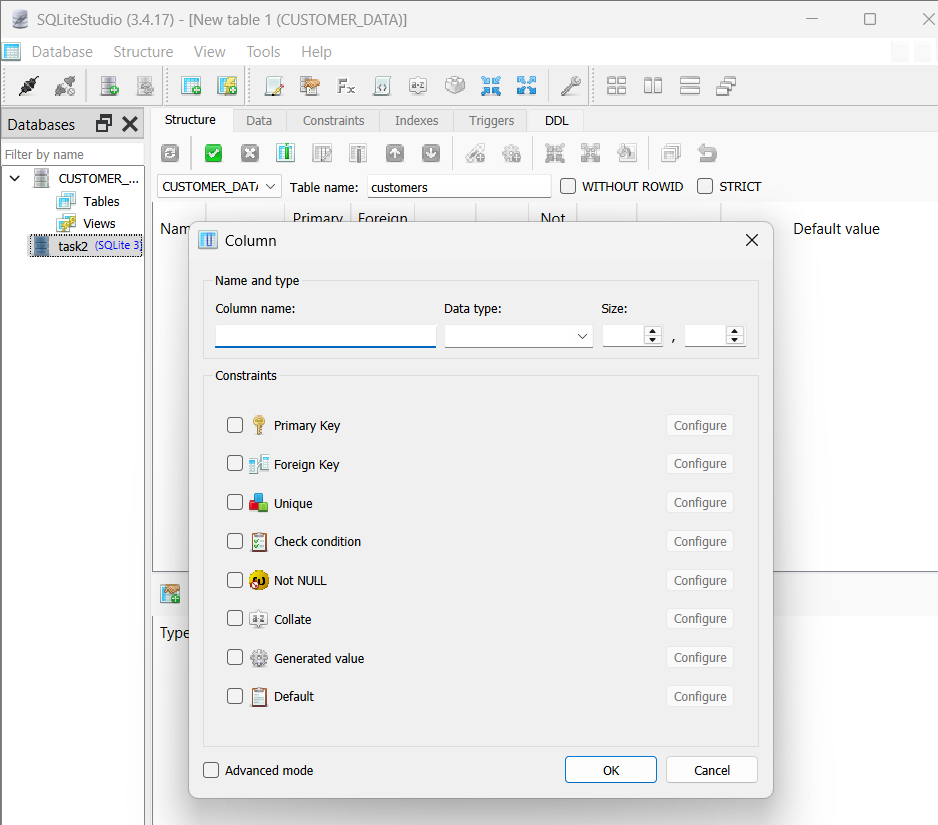 SQLiteStudio (3.4.17) - [New table 1 (CUSTOMER_DATA)]
Database Structure View Tools Help
Databases
Structure Data Constraints Indexes Triggers DDL
Filter by name
CUSTOMER_...
Tables
Views
task2 (SQLite 3)
CUSTOMER_DATA Table name: customers WITHOUT ROWID STRICT
Primary Foreign Not
Nam Default value
Column
Name and type
Column name: Data type: Size:
,
Constraints
Primary Key Configure
Foreign Key Configure
Unique Configure
Check condition Configure
Not NULL Configure
Collate Configure
Generated value Configure
Default Configure
Type
Advanced mode OK Cancel